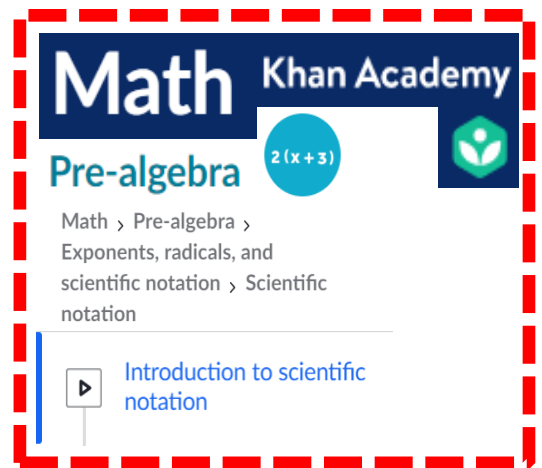 Math Khan Academy
2(x+3)
Pre-algebra
Math › Pre-algebra ›
Exponents, radicals, and
scientific notation › Scientific
notation
Introduction to scientific
notation